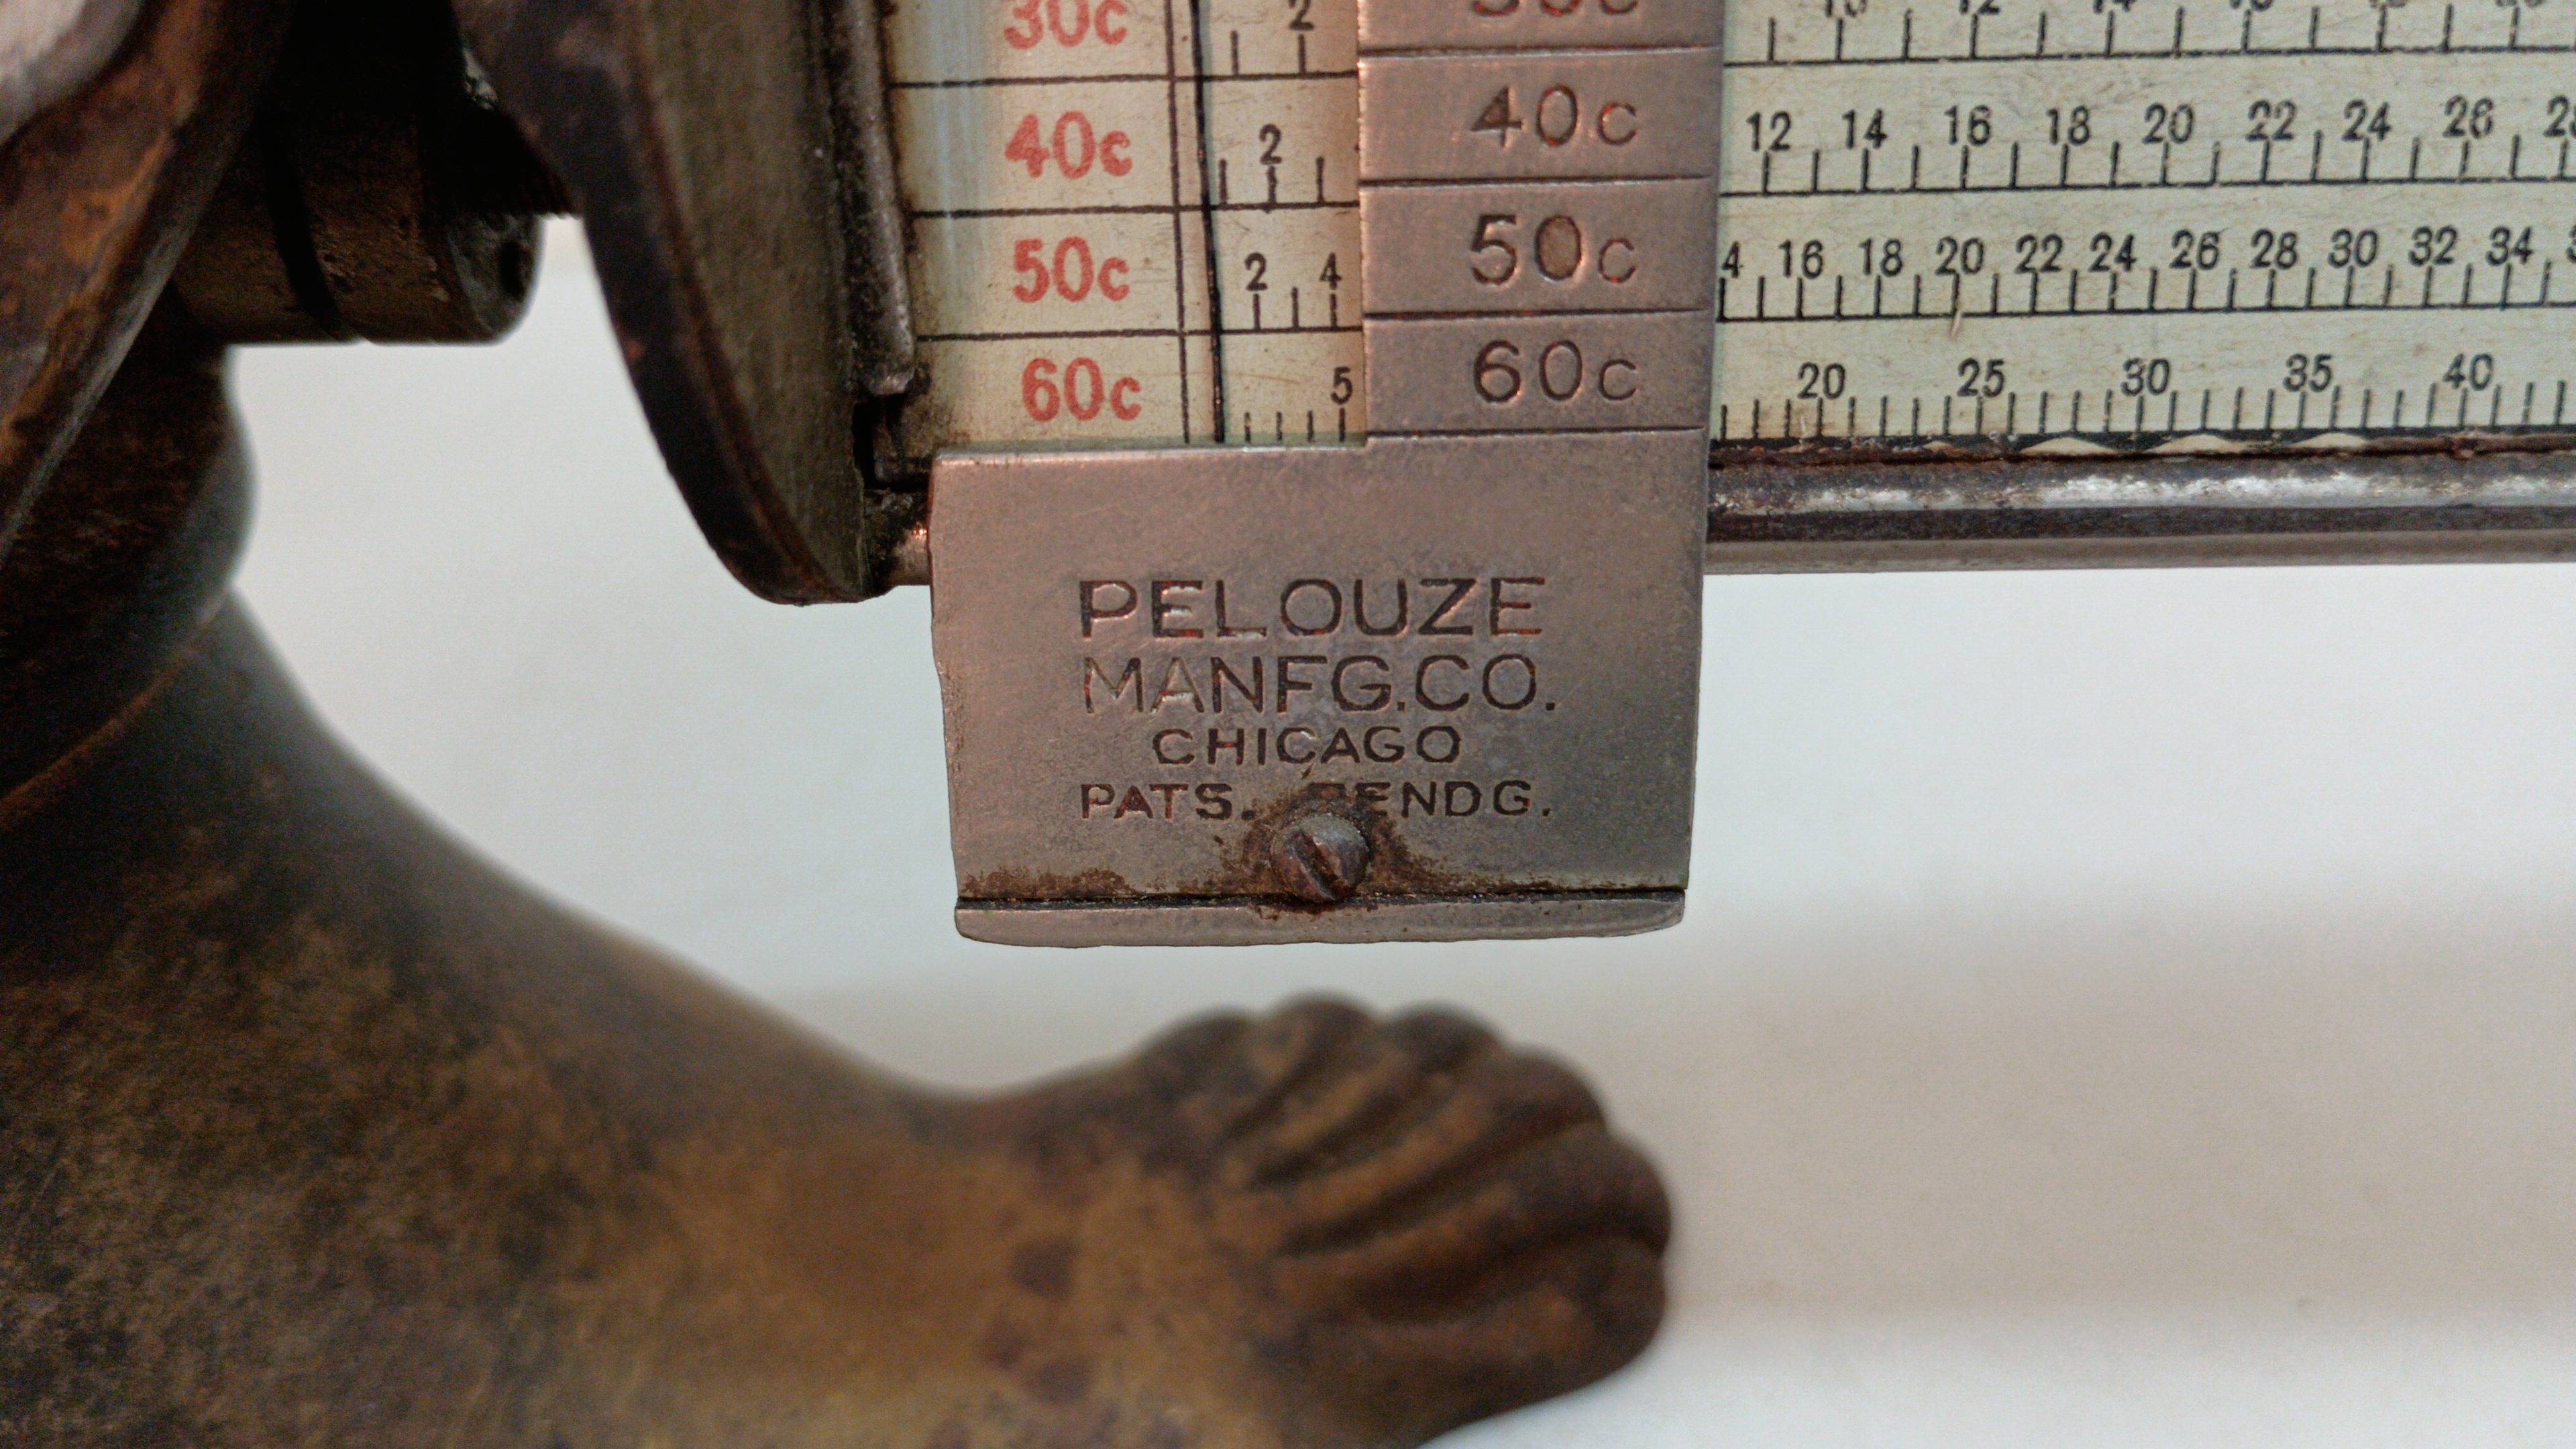 30c 2
40c 2 40c 12 14 16 18 20 22 24 26
50c 2 4 50c 4 16 18 20 22 24 26 28 30 32 34
60c 5 60c 20 25 30 35 40
PELOUZE
MANFG.CO.
CHICAGO
PATS. PENDG.